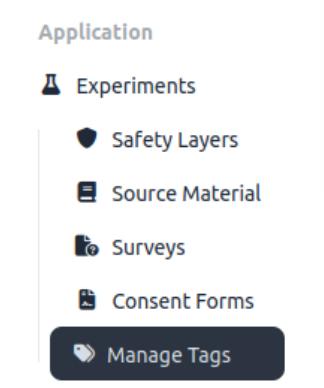 Application
Experiments
Safety Layers
Source Material
Surveys
Consent Forms
Manage Tags